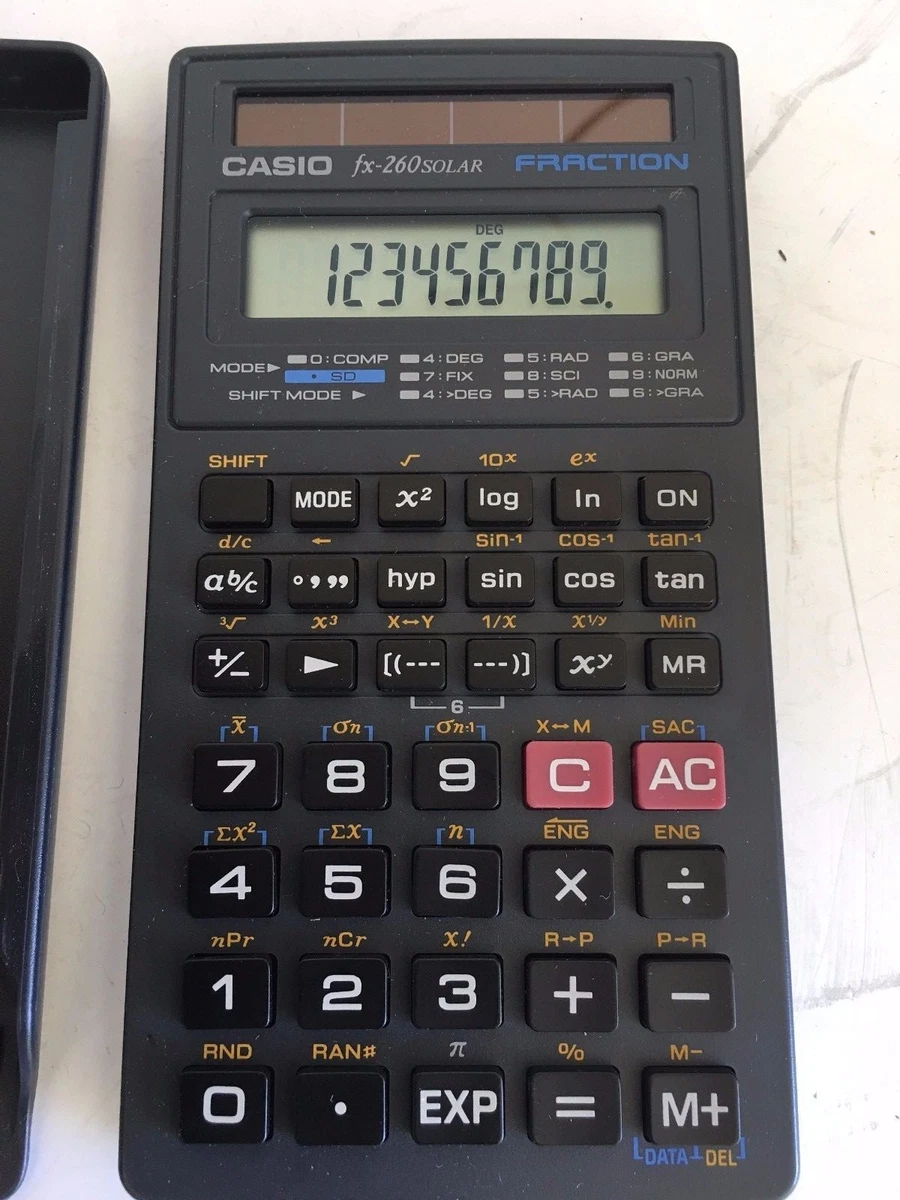 CASIO fx-260SOLAR FRACTION
DEG
123456789.
MODE▶ 0:COMP 4:DEG 5:RAD 6:GRA
· SD 7:FIX 8:SCI 9:NORM
SHIFT MODE ▶ 4:>DEG 5:>RAD 6:>GRA
SHIFT √ 10ˣ eˣ
MODE x² log ln ON
d/c ← sin⁻¹ cos⁻¹ tan⁻¹
a b/c ° ’ ” hyp sin cos tan
³√ x³ X↔Y 1/x x¹/ʸ Min
+/− ▶ [(--- ---)] xʸ MR
6
x̄ σn σn-1 X↔M SAC
7 8 9 C AC
Σx² Σx n ←ENG ENG
4 5 6 × ÷
nPr nCr x! R→P P→R
1 2 3 + −
RND RAN# π % M−
0 · EXP = M+
DATA DEL